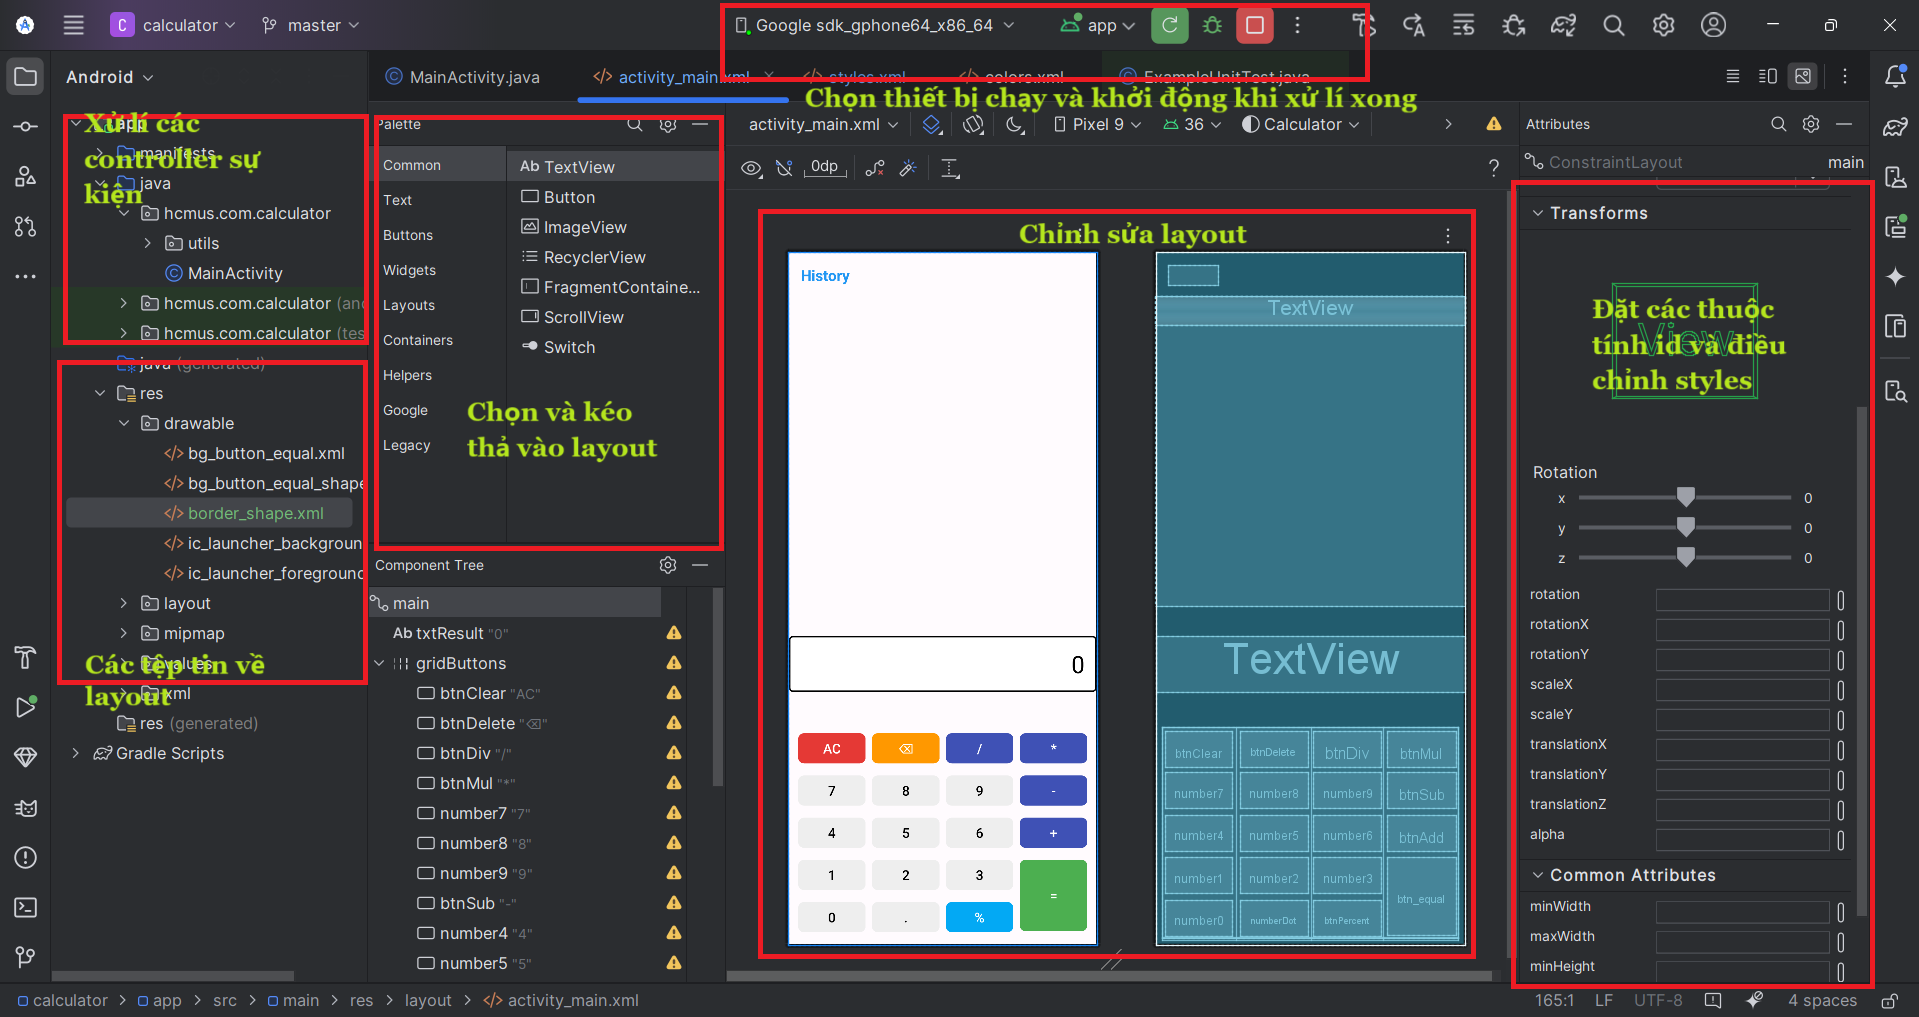 C calculator
master
Google sdk_gphone64_x86_64
app
Android
MainActivity.java
activity_main.xml
styles.xml
colors.xml
ExampleUnitTest.java
Chọn thiết bị chạy và khởi động khi xử lí xong
app
manifests
java
hcmus.com.calculator
utils
MainActivity
hcmus.com.calculator (and
hcmus.com.calculator (tes
java (generated)
Xử lí các
controller sự
kiện
res
drawable
bg_button_equal.xml
bg_button_equal_shape
border_shape.xml
ic_launcher_backgroun
ic_launcher_foreground
layout
mipmap
values
xml
res (generated)
Gradle Scripts
Các tệp tin về
layout
Palette
Common
Text
Buttons
Widgets
Layouts
Containers
Helpers
Google
Legacy
Ab TextView
Button
ImageView
RecyclerView
FragmentContaine...
ScrollView
Switch
Chọn và kéo
thả vào layout
Component Tree
main
Ab txtResult "0"
gridButtons
btnClear "AC"
btnDelete "⌫"
btnDiv "/"
btnMul "*"
number7 "7"
number8 "8"
number9 "9"
btnSub "-"
number4 "4"
number5 "5"
activity_main.xml
Pixel 9
36
Calculator
0dp
?
Chỉnh sửa layout
History
0
AC ⌫ / *
7 8 9 -
4 5 6 +
1 2 3 =
0 . %
TextView
TextView
btnClear btnDelete btnDiv btnMul
number7 number8 number9 btnSub
number4 number5 number6 btnAdd
number1 number2 number3 btn_equal
number0 numberDot btnPercent
Attributes
ConstraintLayout main
Transforms
View
Đặt các thuộc
tính id và điều
chỉnh styles
Rotation
x 0
y 0
z 0
rotation
rotationX
rotationY
scaleX
scaleY
translationX
translationY
translationZ
alpha
Common Attributes
minWidth
maxWidth
minHeight
calculator > app > src > main > res > layout > activity_main.xml
165:1 LF UTF-8 4 spaces